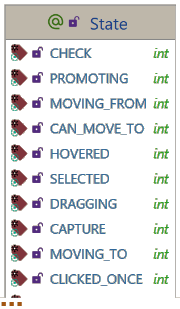 @ State
CHECK int
PROMOTING int
MOVING_FROM int
CAN_MOVE_TO int
HOVERED int
SELECTED int
DRAGGING int
CAPTURE int
MOVING_TO int
CLICKED_ONCE int